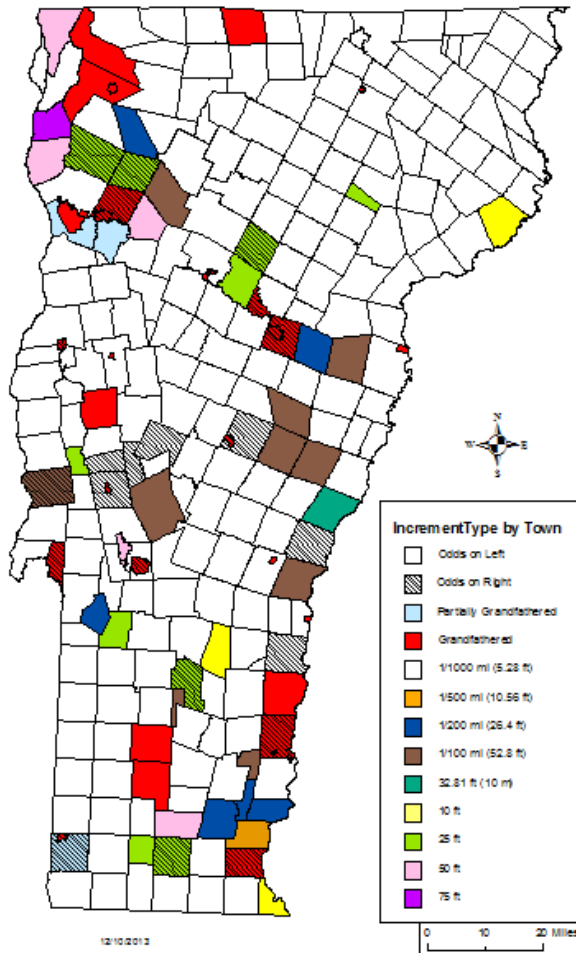 N
W E
S
IncrementType by Town
Odds on Left
Odds on Right
Partially Grandfathered
Grandfathered
1/1000 mi (5.28 ft)
1/500 mi (10.56 ft)
1/200 mi (26.4 ft)
1/100 mi (52.8 ft)
32.81 ft (10 m)
10 ft
25 ft
50 ft
75 ft
12/10/2013
0 10 20 Miles